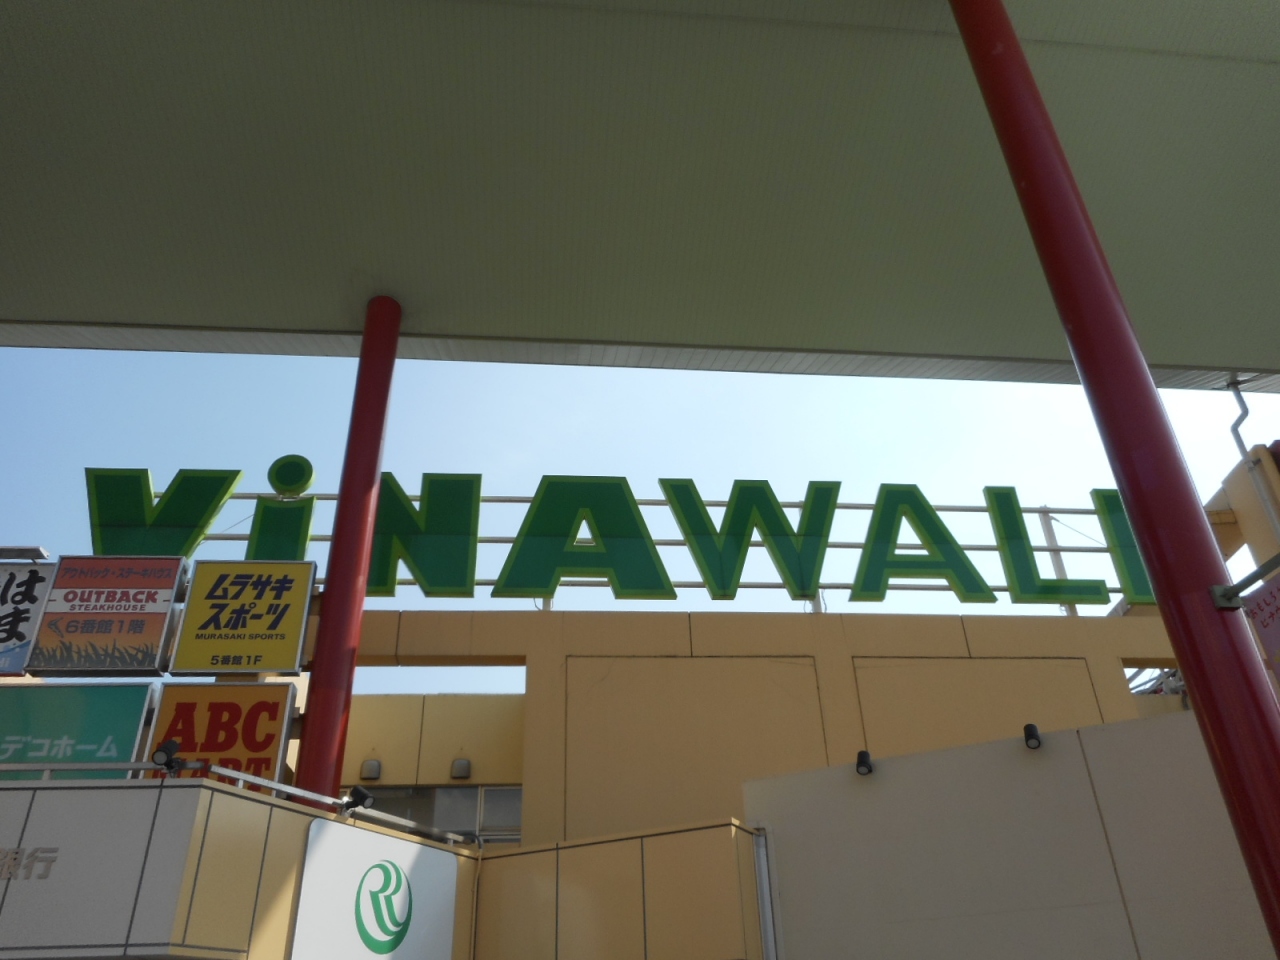 ViNAWALL
は
ま
アウトバック・ステーキハウス
OUTBACK
STEAKHOUSE
6番館1階
ムラサキ
スポーツ
MURASAKI SPORTS
5番館1F
デコホーム
ABC
MART
銀行
R